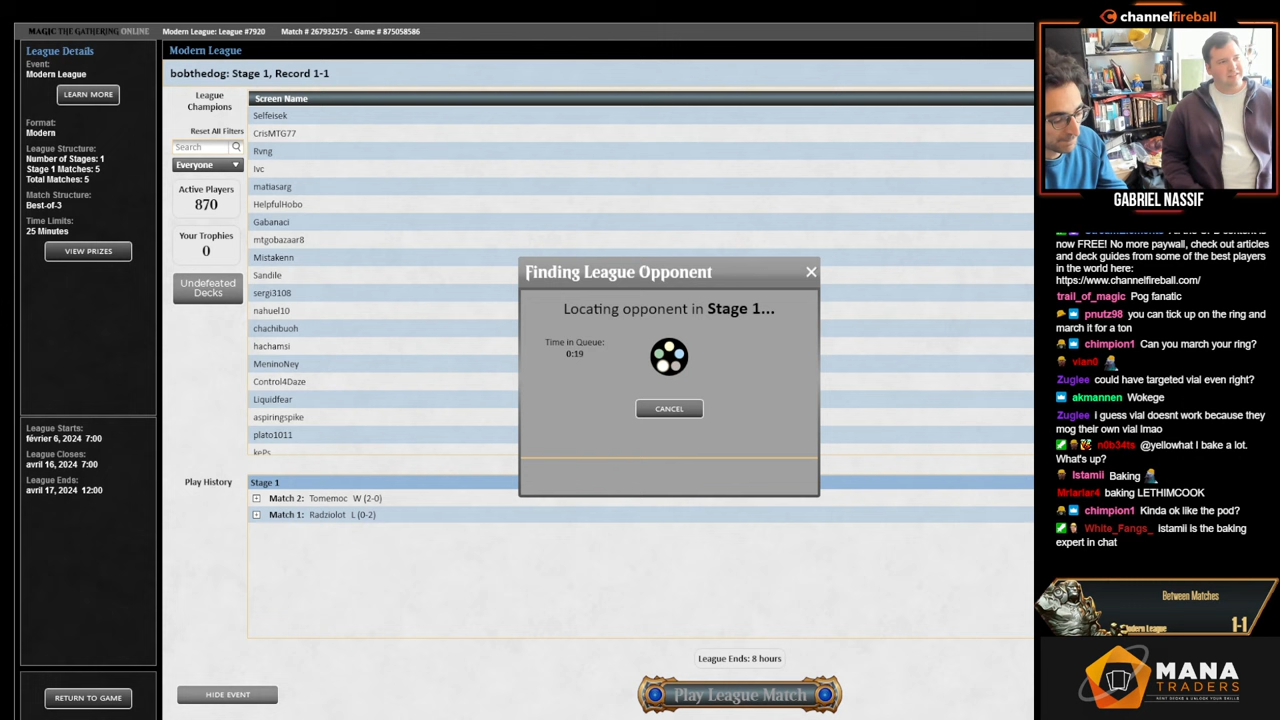 MAGIC THE GATHERING ONLINE
Modern League: League #7920
Match # 267932575 - Game # 875058586
League Details
Event:
Modern League
LEARN MORE
Format:
Modern
League Structure:
Number of Stages: 1
Stage 1 Matches: 5
Total Matches: 5
Match Structure:
Best-of-3
Time Limits:
25 Minutes
VIEW PRIZES
League Starts:
février 6, 2024 7:00
League Closes:
avril 16, 2024 7:00
League Ends:
avril 17, 2024 12:00
RETURN TO GAME
Modern League
bobthedog: Stage 1, Record 1-1
League
Champions
Reset All Filters
Search
Everyone
Active Players
870
Your Trophies
0
Undefeated
Decks
Screen Name
Selfeisek
CrisMTG77
Rvng
lvc
matiasarg
HelpfulHobo
Gabanaci
mtgobazaar8
Mistakenn
Sandile
sergi3108
nahuel10
chachibuoh
hachamsi
MeninoNey
Control4Daze
Liquidfear
aspiringspike
plato1011
kePs
Play History
Stage 1
Match 2: Tomemoc W (2-0)
Match 1: Radziolot L (0-2)
Finding League Opponent
Locating opponent in Stage 1...
Time in Queue:
0:19
CANCEL
League Ends: 8 hours
HIDE EVENT
Play League Match
channelfireball
GABRIEL NASSIF
now FREE! No more paywall, check out articles
and deck guides from some of the best players
in the world here:
https://www.channelfireball.com/
trail_of_magic Pog fanatic
pnutz98 you can tick up on the ring and
march it for a ton
chimpion1 Can you march your ring?
vian0
Zuglee could have targeted vial even right?
akmannen Wokege
Zuglee I guess vial doesnt work because they
mog their own vial lmao
n0b34ts @yellowhat I bake a lot.
What's up?
Istamii Baking
Mrlarlar4 baking LETHIMCOOK
chimpion1 Kinda ok like the pod?
White_Fangs_ Istamii is the baking
expert in chat
Between Matches
Modern League
1-1
MANA
TRADERS
RENT DECKS & UNLOCK YOUR SKILLS